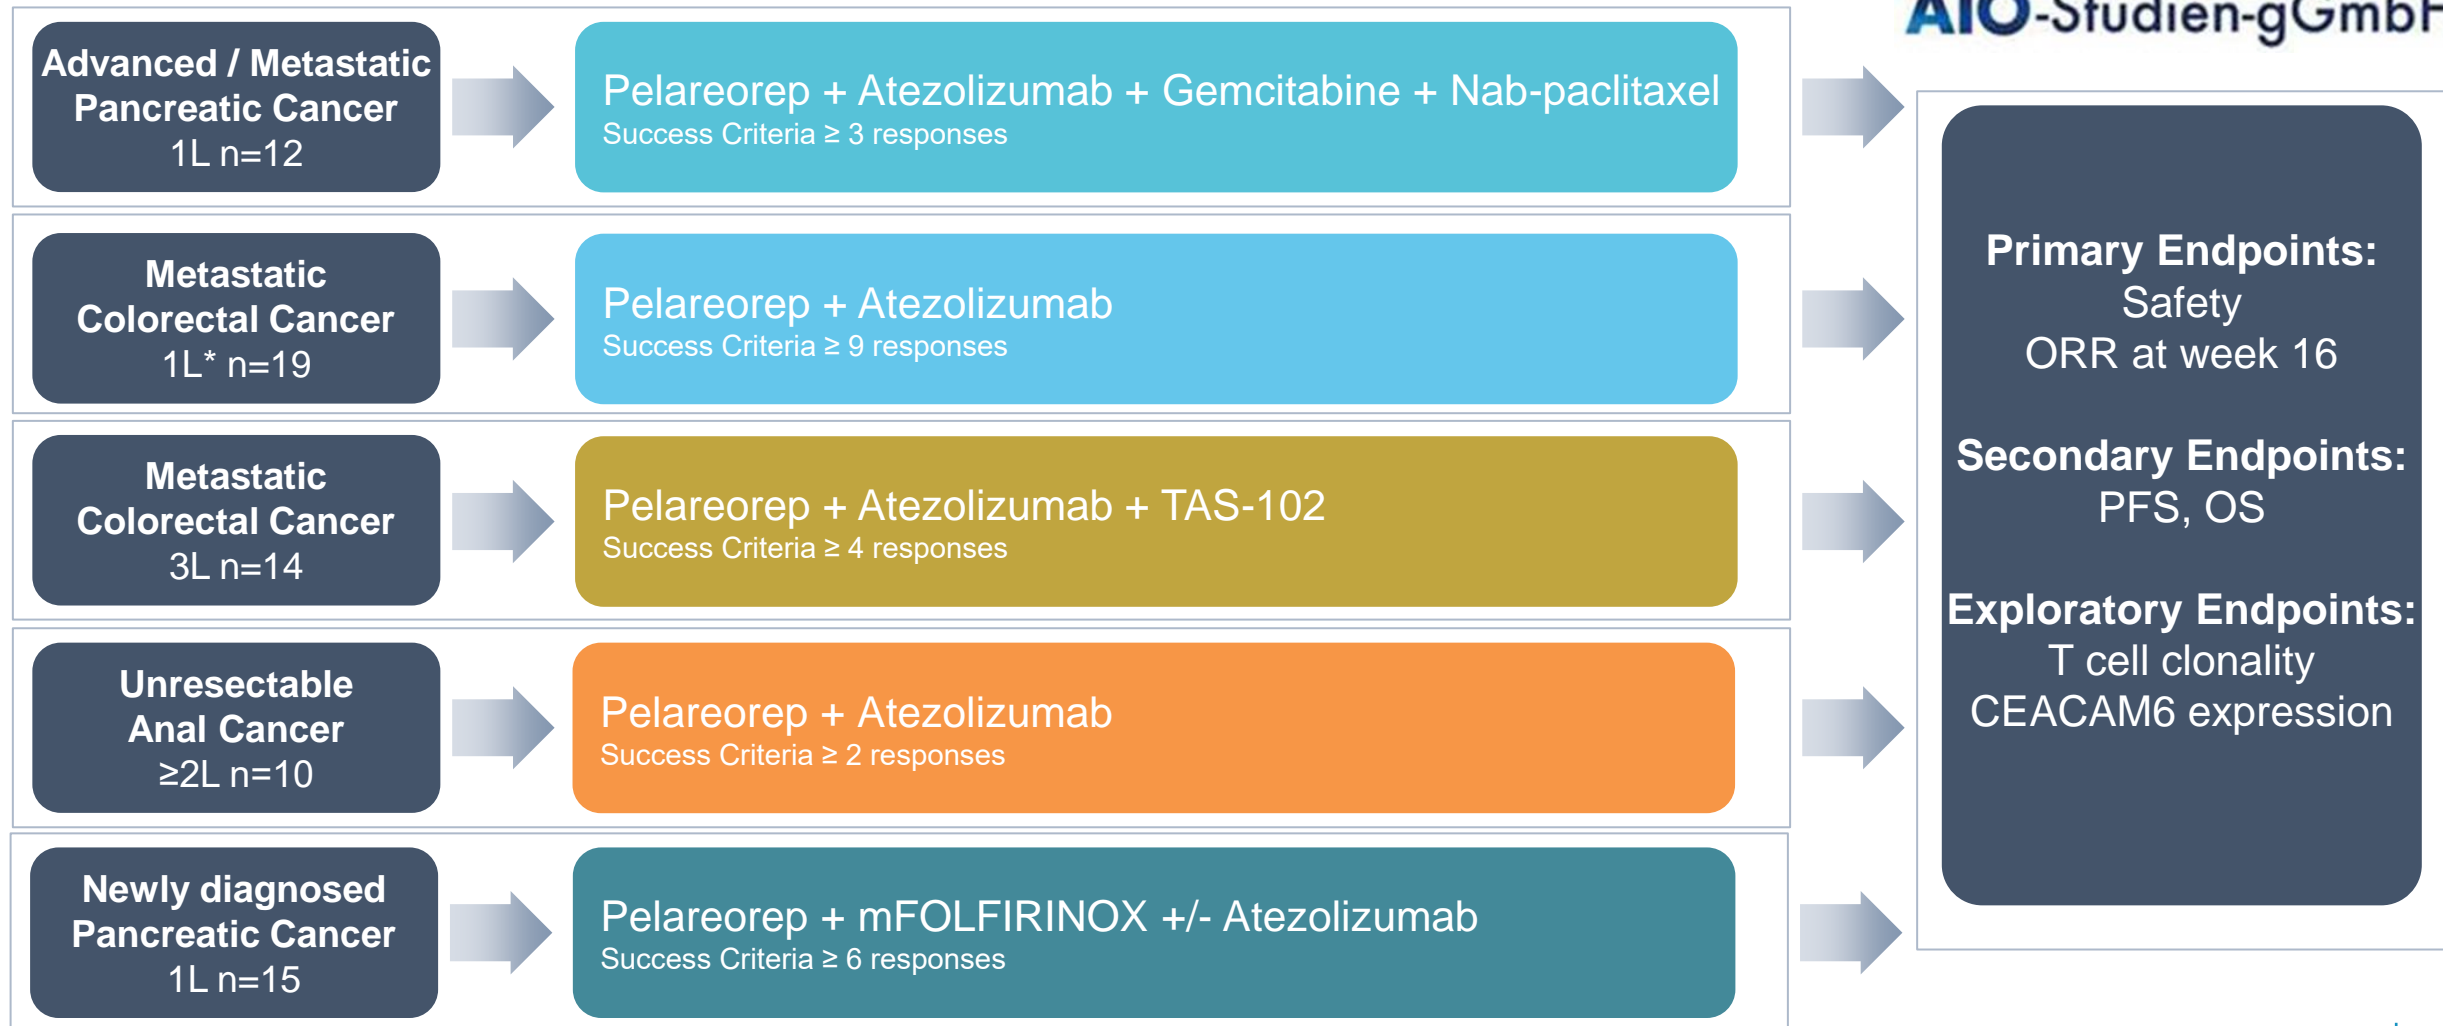 AIO-Studien-gGmbH
Advanced / Metastatic
Pancreatic Cancer
1L n=12
Pelareorep + Atezolizumab + Gemcitabine + Nab-paclitaxel
Success Criteria ≥ 3 responses
Metastatic
Colorectal Cancer
1L* n=19
Pelareorep + Atezolizumab
Success Criteria ≥ 9 responses
Metastatic
Colorectal Cancer
3L n=14
Pelareorep + Atezolizumab + TAS-102
Success Criteria ≥ 4 responses
Unresectable
Anal Cancer
≥2L n=10
Pelareorep + Atezolizumab
Success Criteria ≥ 2 responses
Newly diagnosed
Pancreatic Cancer
1L n=15
Pelareorep + mFOLFIRINOX +/- Atezolizumab
Success Criteria ≥ 6 responses
Primary Endpoints:
Safety
ORR at week 16
Secondary Endpoints:
PFS, OS
Exploratory Endpoints:
T cell clonality
CEACAM6 expression